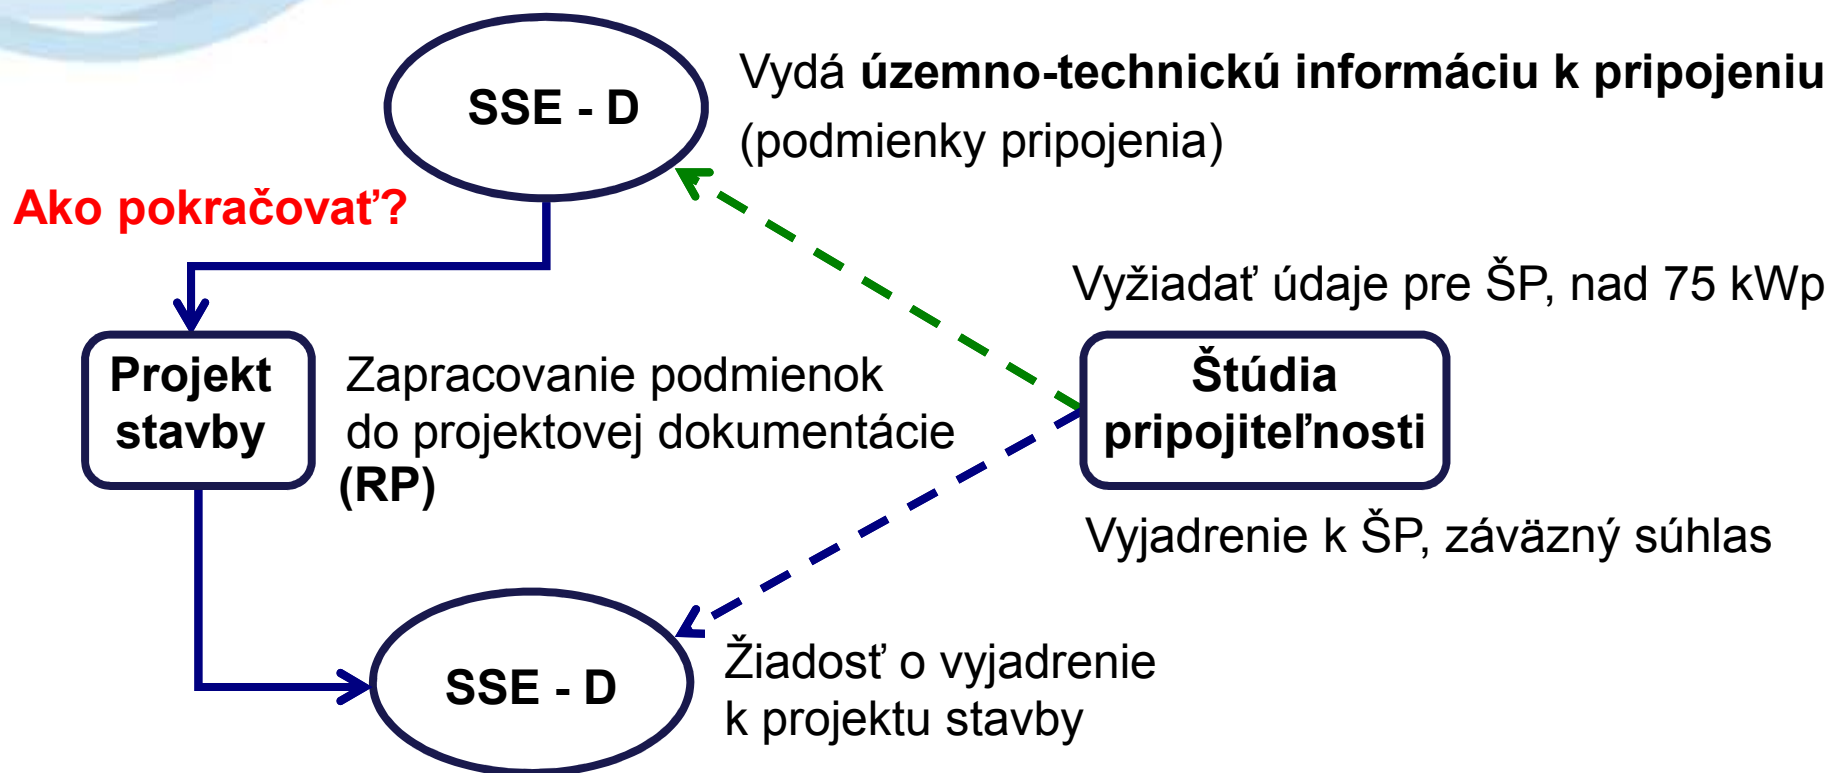 SSE - D
Vydá územno-technickú informáciu k pripojeniu
(podmienky pripojenia)
Ako pokračovať?
Vyžiadať údaje pre ŠP, nad 75 kWp
Projekt
stavby
Zapracovanie podmienok
do projektovej dokumentácie
(RP)
Štúdia
pripojiteľnosti
Vyjadrenie k ŠP, záväzný súhlas
SSE - D
Žiadosť o vyjadrenie
k projektu stavby